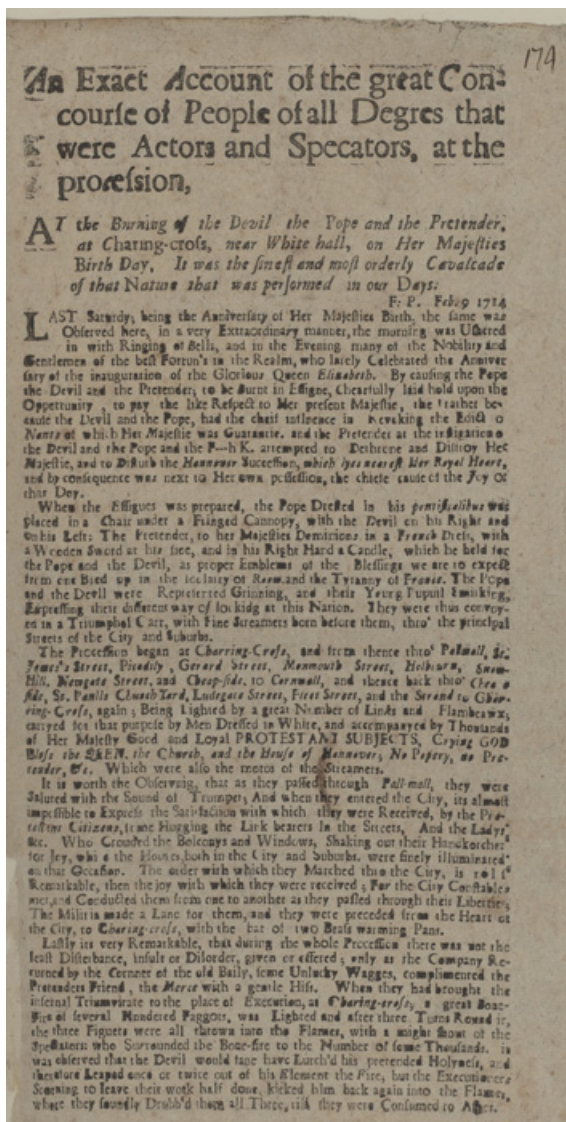 179
An Exact Account of the great Con-
courſe of People of all Degres that
were Actors and Specators, at the
proceſsion,
AT the Burning of the Devil the Pope and the Pretender,
at Charing-croſs, near White hall, on Her Majeſties
Birth Day, It was the fineſt and moſt orderly Cavalcade
of that Nature that was performed in our Days:
F: P. Feb. 9 1714
LAST Saturdy, being the Anniverſary of Her Majeſties Birth, the ſame was
Obſerved here, in a very Extraordinary manner, the morning was Uſhered
in with Ringing of Bells, and in the Evening many of the Nobility and
Gentlemen of the beſt Fortun's in the Realm, who lately Celebrated the Anniver
ſary of the inauguration of the Glorious Queen Elizabeth. By cauſing the Pope
the Devil and the Pretender, to be Burnt in Effigne, Chearfully laid hold upon the
Oppertunity, to pay the like Reſpect to Her preſent Majeſtie, the rather be-
cauſe the Devil and the Pope, had the chief influence in Revoking the Edict o
Nants of which Her Majeſtie was Guarantie. and the Pretender at the inſtigation o
the Devil and the Pope and the F---h K. attempted to Dethrone and Diſtroy Her
Majeſtie, and to Diſturb the Hannover Succeſſion, which lyes neareſt Her Royal Heart,
and by conſequence was next to Her own poſſeſſion, the chiefe cauſe of the Joy of
that Day.
When the Effigues was prepared, the Pope Dreſſed in his pontificalibus was
placed in a Chair under a Fringed Cannopy, with the Devil on his Right and
on his Left: The Pretender, to her Majeſties Dominions in a French Dreſs, with
a Wooden Sword at his ſide, and in his Right Hand a Candle, which he held for
the Pope and the Devil, as proper Emblems of the Bleſſings we are to expect
from one Bred up in the Idolatry of Room. and the Tyranny of France. The Pope
and the Devil were Repreſented Grinning, and their Young Pupuil Smirking,
Expreſſing their different way of looking at this Nation. They were thus convoy-
ed in a Triumphal Carr, with Fine Streamers born before them, thro' the principal
Streets of the City and Suburbs.
The Proceſſion began at Charring-Croſs, and from thence thro' Palmall, St.
James's Street, Picadily, Gerard Street, Monmouth Street, Holbourn, Snow-
Hill, Newgate Street, and Cheap-ſide, to Cornwall, and thence back thro' Chea
ſide, St. Paulls Church Yard, Ludegate Street, Fleet Street, and the Strand to Char-
ring-Croſs, again; Being Lighted by a great Number of Links and Flambeaux,
carryed for that purpoſe by Men Dreſſed in White, and accompanyed by Thouſands
of Her Majeſty Good and Loyal PROTESTANT SUBJECTS, Crying GOD
Bleſs the QUEEN, the Church, and the Houſe of Hannover; No Popery, no Pre-
tender, &c. Which were alſo the motos of the Streamers.
It is worth the Obſerving, that as they paſſed through Pall-mall, they were
Saluted with the Sound of Trumpet; And when they entered the City, its almoſt
impoſſible to Expreſs the Satisfaction with which they were Received, by the Pro-
teſtant Citizens, ſome Hugging the Link bearers In the Streets, And the Ladys'
&c. Who Crouded the Belconys and Windows, Shaking out their Handkercher'
for Joy, while the Houſes, both in the City and Suburbs. were finely illuminated
on that Occaſion. The order with which they Marched thro the City, is
Remarkable, then the joy with which they were received; For the City Conſtables
met, and Conducted them from one to another as they paſſed through their Liberties;
The Militia made a Lane for them, and they were preceded from the Heart of
the City, to Charing-croſs, with the of two Braſs warming Pans.
Laſtly its very Remarkable, that during the whole Proceſſion there was not the
leaſt Diſterbance, inſult or Diſorder, given or offered; only as the Company Re-
turned by the Cornner of the old Baily, ſome Unlucky Wagges, complimented the
Pretenders Friend, the Merce with a gentle Hiſs. When they had brought the
infernal Triumvirate to the place of Execution, at Charing-croſs, a great Bone-
Fire of ſeveral Hundered Faggots, was Lighted and after three Turns Round it,
the three Figuers were all thrown into the Flames, with a might ſhout of the
Spectators who Surrounded the Bone-fire to the Number of ſome Thouſands. it
was obſerved that the Devil would fane have Lurch'd his pretended Holyneſs, and
therefore Leaped once or twice out of his Element the Fire, but the Executioners
Scorning to leave their work half done, kicked him back again into the Flames,
where they ſoundly Drubb'd them all Three, till they were Conſumed to Aſhes.